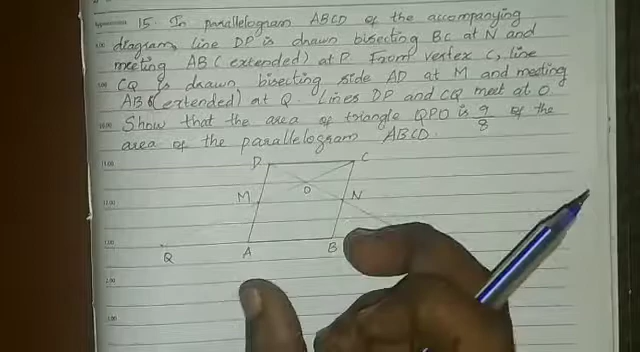 15. In parallelogram ABCD of the accompanying
diagram, line DP is drawn bisecting BC at N and
meeting AB (extended) at P. From vertex C, line
CQ is drawn bisecting side AD at M and meeting
AB (extended) at Q. Lines DP and CQ meet at O.
Show that the area of triangle QPO is 9/8 of the
area of the parallelogram ABCD.
D C
M O N
Q A B